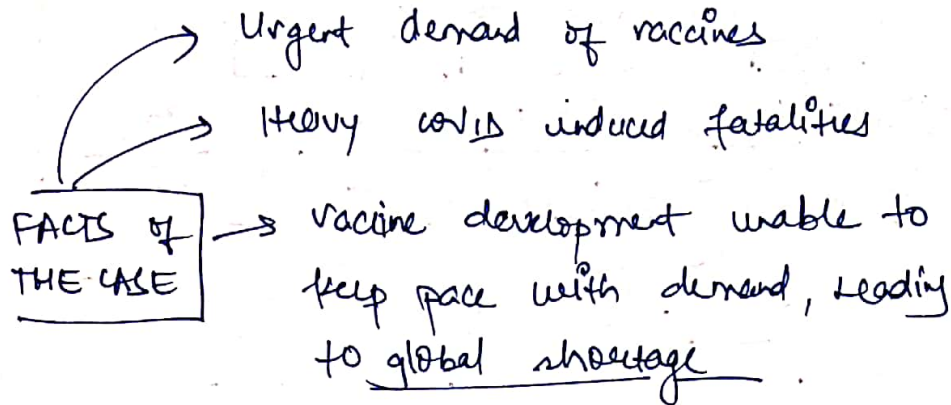 Urgent demand of vaccines
Heavy COVID induced fatalities
FACTS of
THE CASE
vaccine development unable to
keep pace with demand, leading
to global shortage